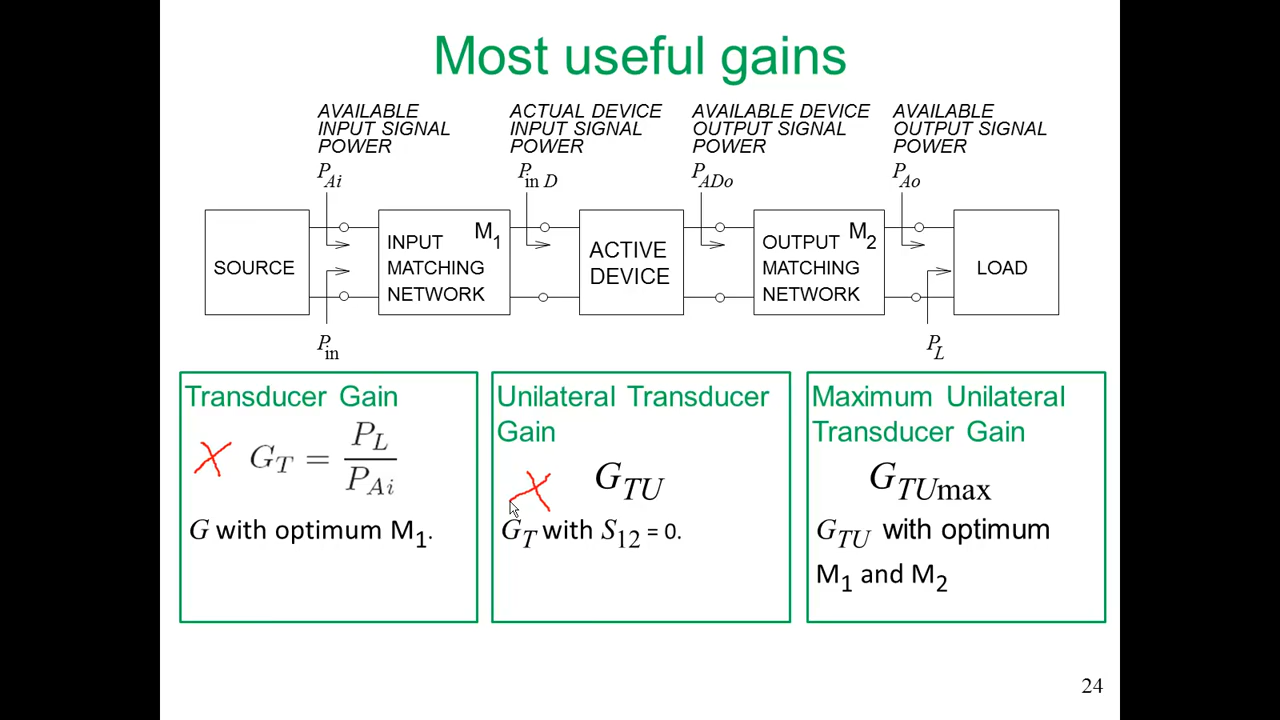 Most useful gains
AVAILABLE
INPUT SIGNAL
POWER
P_Ai
ACTUAL DEVICE
INPUT SIGNAL
POWER
P_in D
AVAILABLE DEVICE
OUTPUT SIGNAL
POWER
P_ADo
AVAILABLE
OUTPUT SIGNAL
POWER
P_Ao
SOURCE
INPUT M_1
MATCHING
NETWORK
ACTIVE
DEVICE
OUTPUT M_2
MATCHING
NETWORK
LOAD
P_in
P_L
Transducer Gain
G_T = P_L / P_Ai
G with optimum M_1.
Unilateral Transducer
Gain
G_TU
G_T with S_12 = 0.
Maximum Unilateral
Transducer Gain
G_TUmax
G_TU with optimum
M_1 and M_2
24